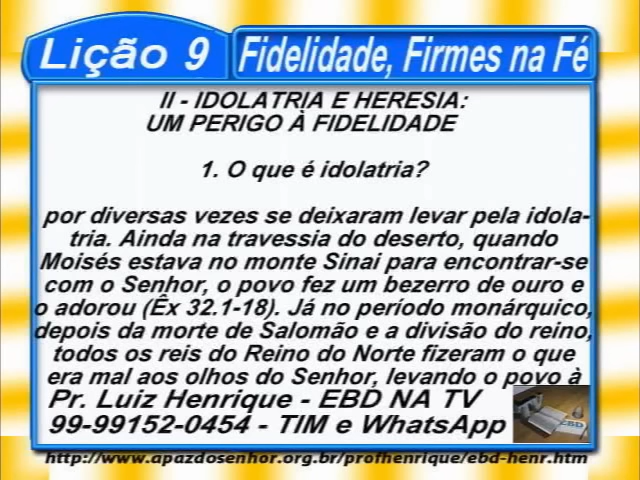 Lição 9
Fidelidade, Firmes na Fé
II - IDOLATRIA E HERESIA:
UM PERIGO À FIDELIDADE
1. O que é idolatria?
por diversas vezes se deixaram levar pela idola-
tria. Ainda na travessia do deserto, quando
Moisés estava no monte Sinai para encontrar-se
com o Senhor, o povo fez um bezerro de ouro e
o adorou (Êx 32.1-18). Já no período monárquico,
depois da morte de Salomão e a divisão do reino,
todos os reis do Reino do Norte fizeram o que
era mal aos olhos do Senhor, levando o povo à
Pr. Luiz Henrique - EBD NA TV
99-99152-0454 - TIM e WhatsApp
EBD
http://www.apazdosenhor.org.br/profhenrique/ebd-henr.htm